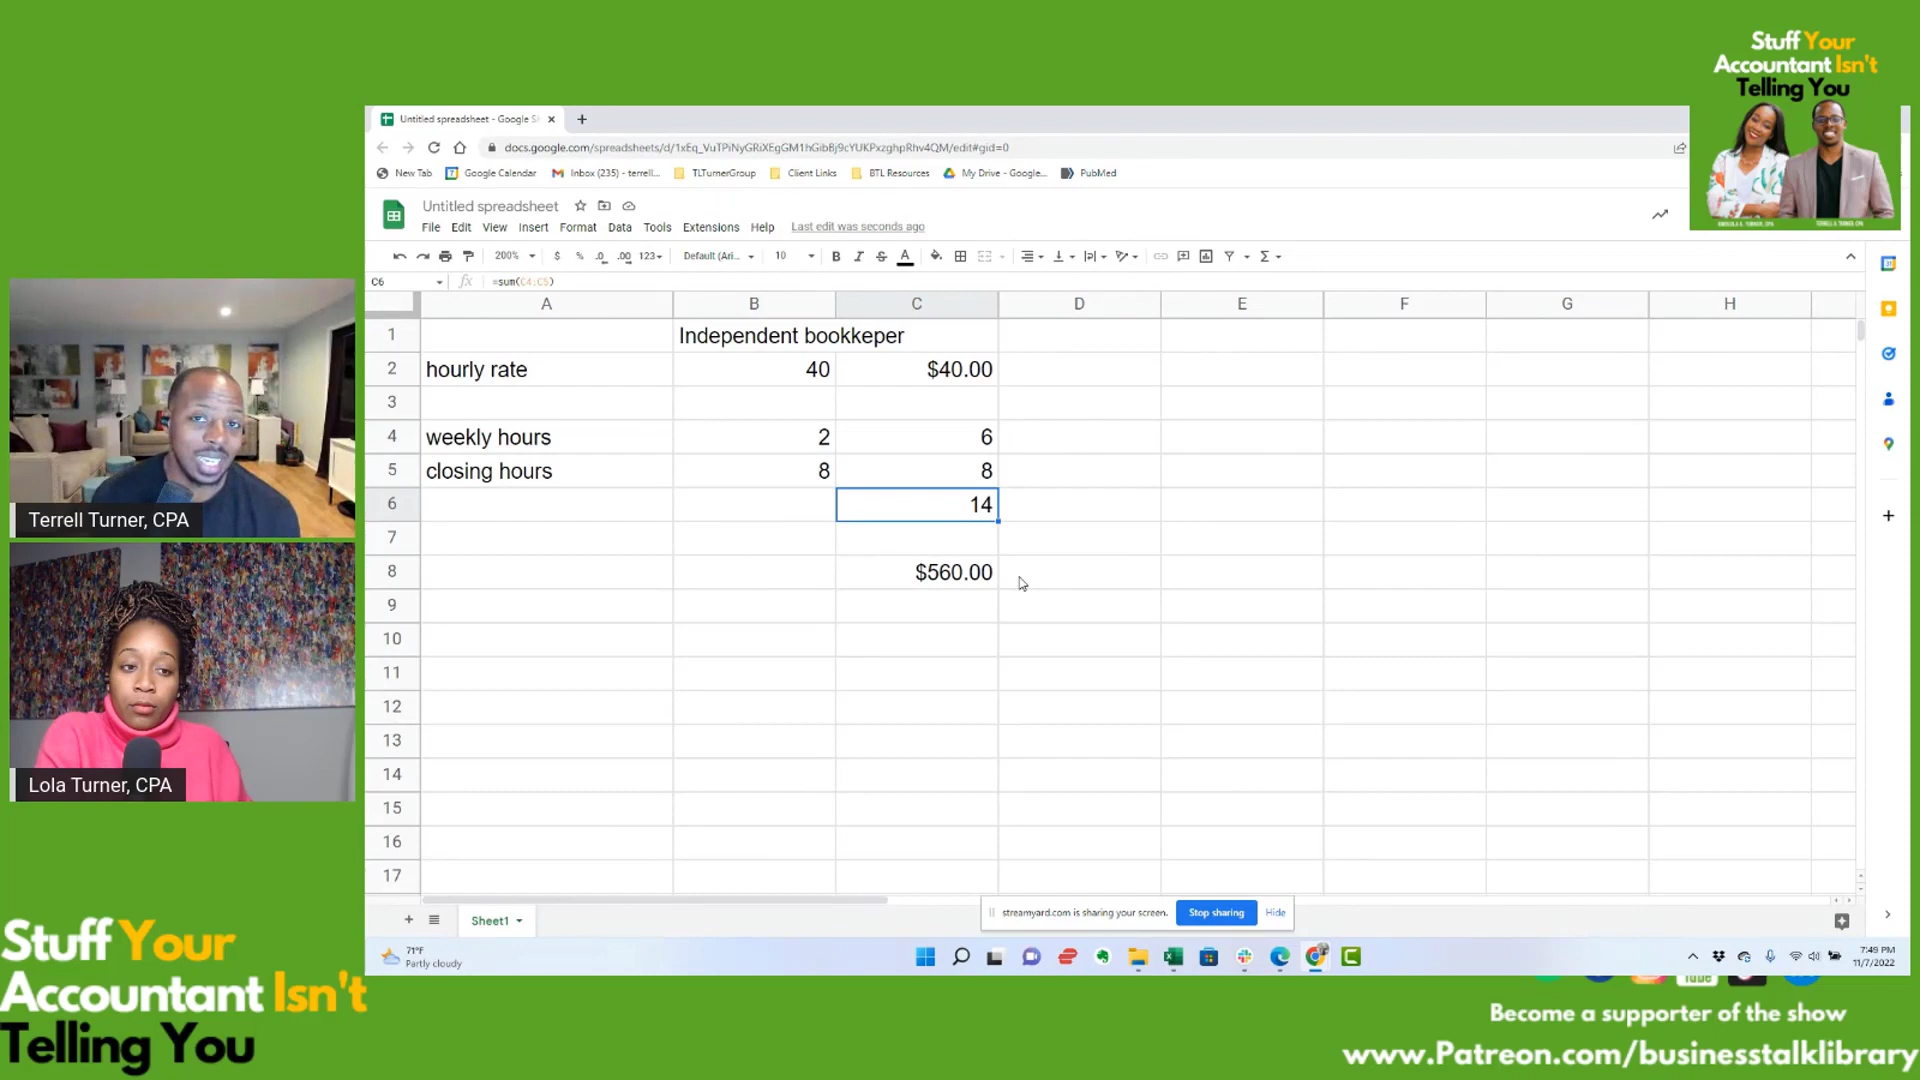 Stuff Your
Accountant Isn't
Telling You
Untitled spreadsheet - Google S
docs.google.com/spreadsheets/d/1xEq_VuTPiNyGRiXEgGM1hGibBj9cYUKPxzghpRhv4QM/edit#gid=0
New Tab Google Calendar Inbox (235) - terrell... TLTurnerGroup Client Links BTL Resources My Drive - Google... PubMed
Untitled spreadsheet
File Edit View Insert Format Data Tools Extensions Help Last edit was seconds ago
200% $ % .0 .00 123 Default (Ari... 10 B I S A
C6 fx =sum(C4:C5)
A B C D E F G H
1 Independent bookkeper
2 hourly rate 40 $40.00
3
4 weekly hours 2 6
5 closing hours 8 8
6 14
7
8 $560.00
9
10
11
12
13
14
15
16
17
Terrell Turner, CPA
Lola Turner, CPA
streamyard.com is sharing your screen. Stop sharing Hide
Sheet1
71°F
Partly cloudy
7:49 PM
11/7/2022
Stuff Your
Accountant Isn't
Telling You
Become a supporter of the show
www.Patreon.com/businesstalklibrary